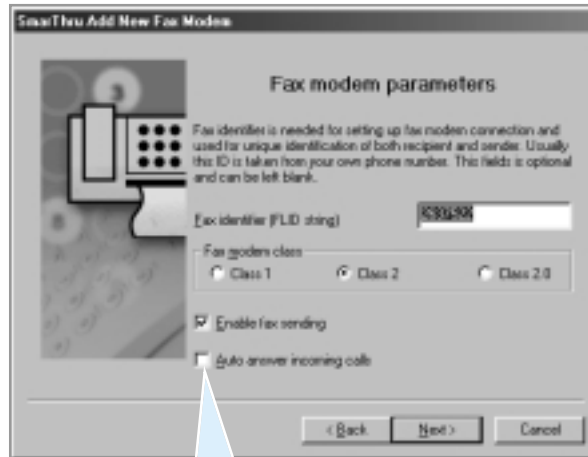 SmarThru Add New Fax Modem
Fax modem parameters
Fax identifier is needed for setting up fax modem connection and
used for unique identification of both recipient and sender. Usually
this ID is taken from your own phone number. This fields is optional
and can be left blank.
Fax identifier (FLID string)
Fax modem class
Class 1
Class 2
Class 2.0
Enable fax sending
Auto answer incoming calls
< Back
Next >
Cancel